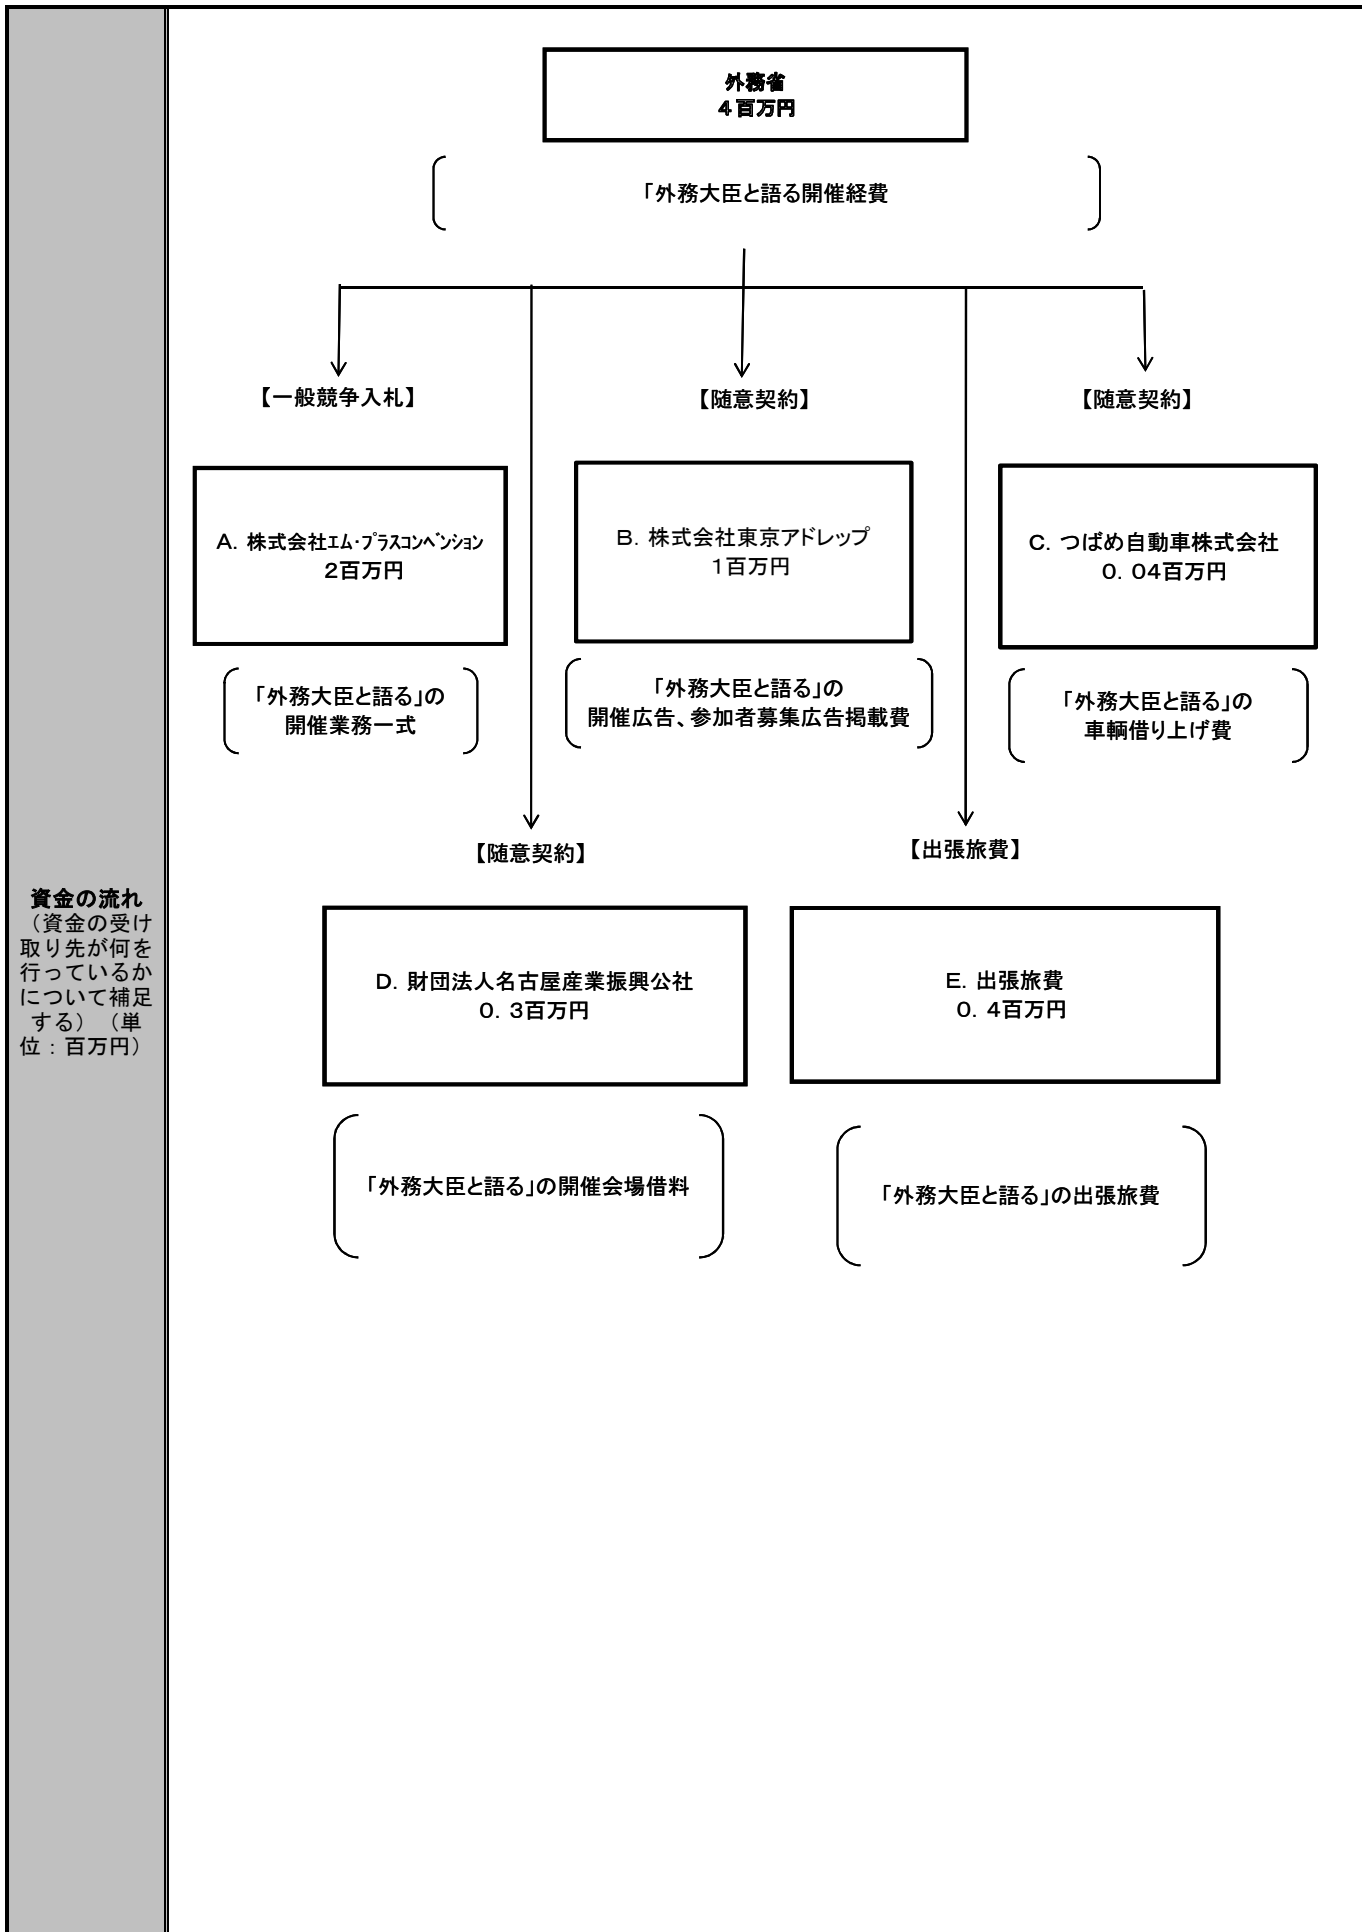 外務省
４百万円
「外務大臣と語る開催経費
【一般競争入札】
【随意契約】
【随意契約】
A. 株式会社ｴﾑ･ﾌﾟﾗｽｺﾝﾍﾞﾝｼｮﾝ
２百万円
B. 株式会社東京アドレップ
１百万円
C. つばめ自動車株式会社
０. ０４百万円
「外務大臣と語る」の
開催業務一式
「外務大臣と語る」の
開催広告、参加者募集広告掲載費
「外務大臣と語る」の
車輌借り上げ費
【随意契約】
【出張旅費】
資金の流れ
（資金の受け
取り先が何を
行っているか
について補足
する）（単
位：百万円）
D. 財団法人名古屋産業振興公社
０. ３百万円
E. 出張旅費
０. ４百万円
「外務大臣と語る」の開催会場借料
「外務大臣と語る」の出張旅費